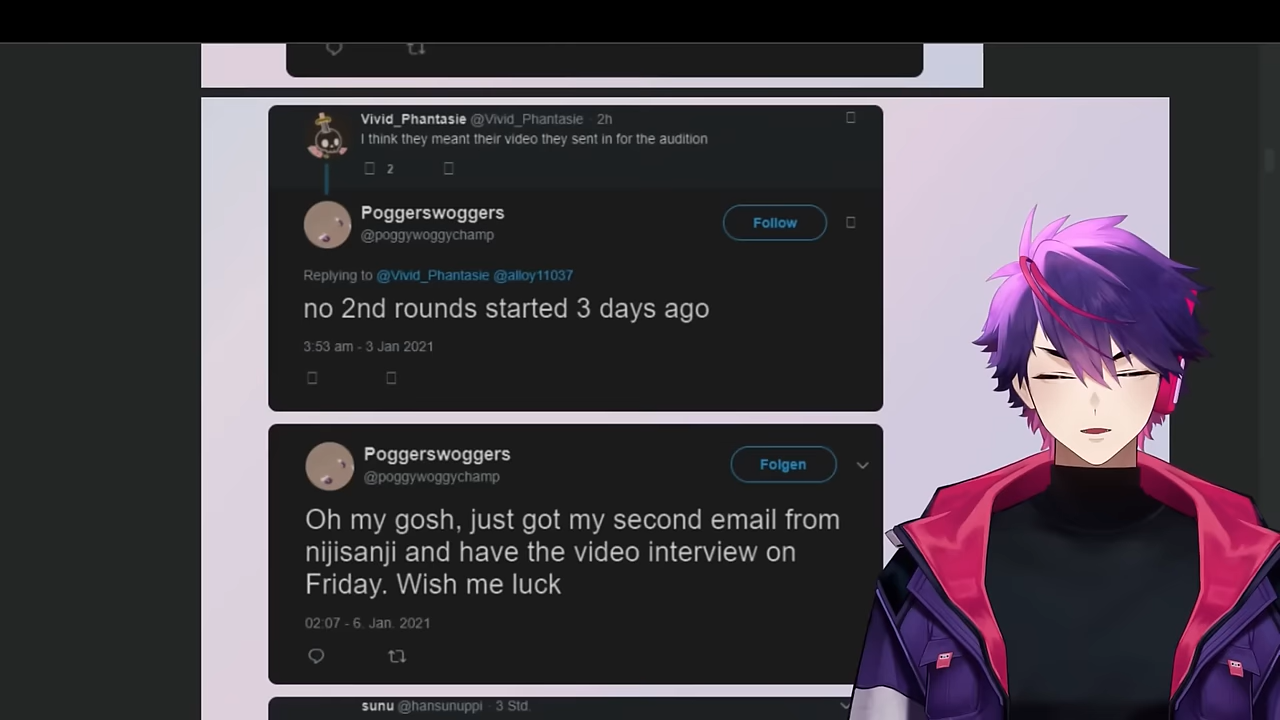 Vivid_Phantasie @Vivid_Phantasie · 2h
I think they meant their video they sent in for the audition
2
Poggerswoggers
@poggywoggychamp
Follow
Replying to @Vivid_Phantasie @alloy11037
no 2nd rounds started 3 days ago
3:53 am - 3 Jan 2021
Poggerswoggers
@poggywoggychamp
Folgen
Oh my gosh, just got my second email from
nijisanji and have the video interview on
Friday. Wish me luck
02:07 - 6. Jan. 2021
sunu @hansunuppi · 3 Std.